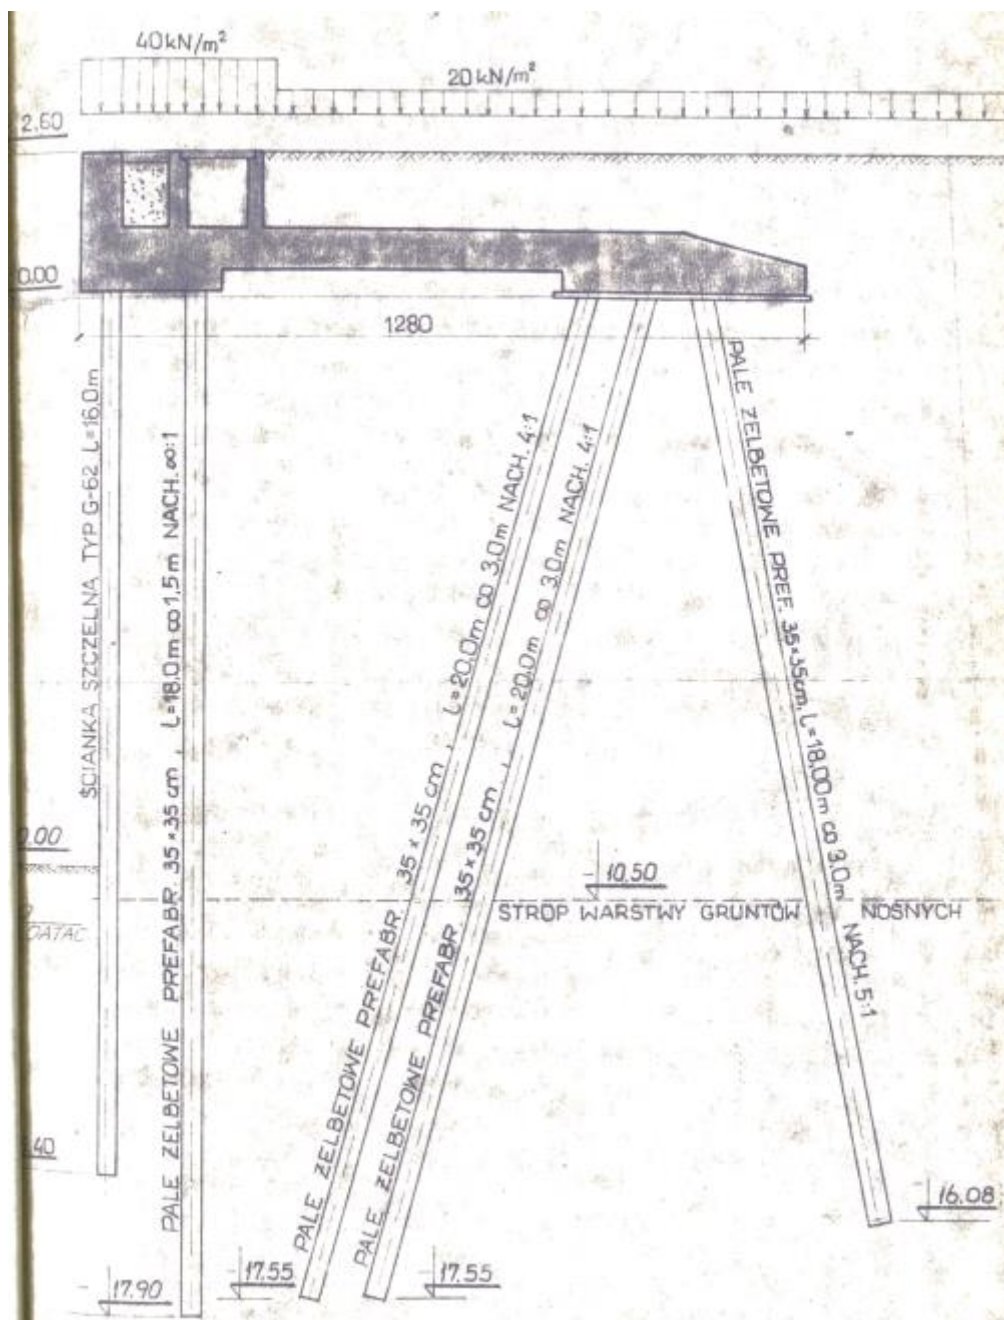 40kN/m²
20kN/m²
2,60
0.00
1280
ŚCIANKA SZCZELNA TYP G-62 L=16.0m
PALE ŻELBETOWE PREFABR. 35×35 cm, L=18.0m co 1,5m NACH. ∞:1
PALE ŻELBETOWE PREFABR. 35 x 35 cm, L=20.0m co 3.0m NACH. 4:1
PALE ŻELBETOWE PREFABR. 35×35 cm, L=20.0m co 3.0m NACH. 4:1
PALE ŻELBETOWE PREF. 35×35cm, L=18,00m co 3,0m NACH. 5:1
-10,50
STROP WARSTWY GRUNTÓW NOŚNYCH
-17.90
-17.55
-17.55
-16.08